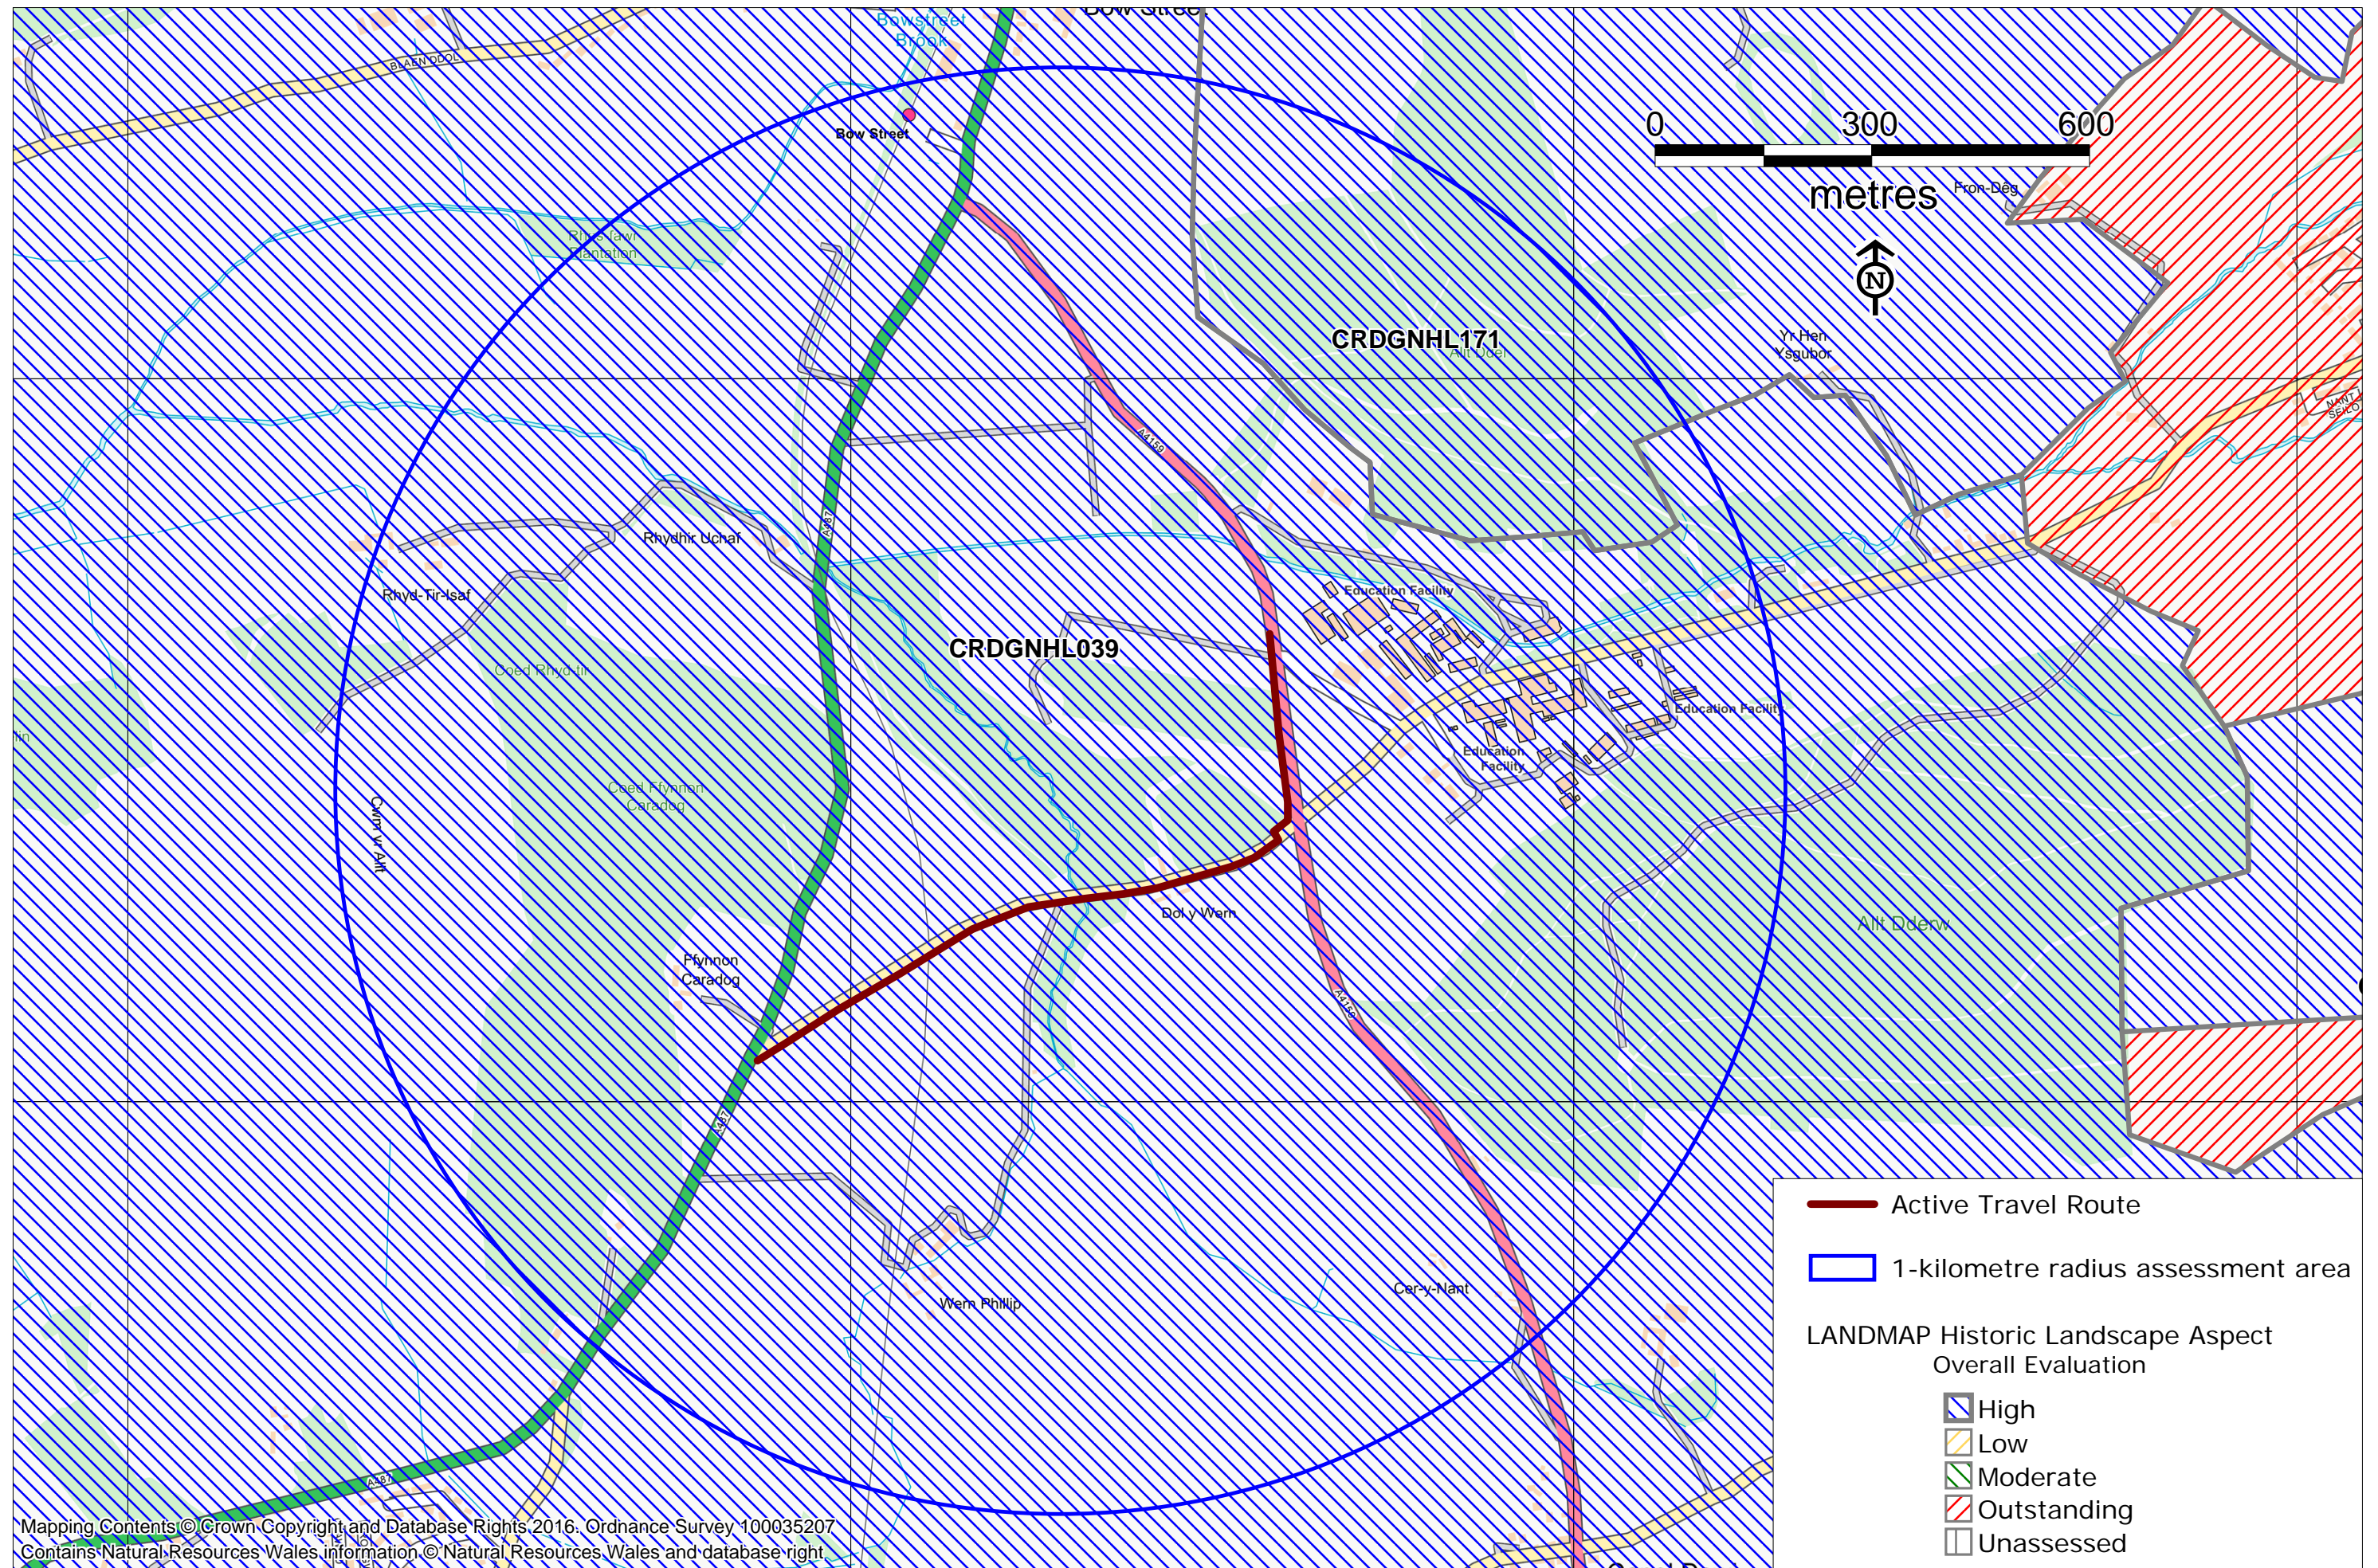 Bow Street
Bowstreet
Brook
BLAEN DDOL
Bow Street
0 300 600
metres
Fron-Dêg
Plantation
CRDGNHL171
Allt Ddel
Yr Hen
Ysgubor
NANT
SEILO
A4159
A487
Rhydhir Uchaf
Rhyd-Tir-Isaf
Education Facility
CRDGNHL039
Coed Rhyd-tir
Education Facility
Education
Facility
Coed Ffynnon
Caradog
Cwm yr Allt
Dol y Wern
Allt Dderw
Ffynnon
Caradog
A4159
A487
Cer-y-Nant
Wern Phillip
A487
Active Travel Route
1-kilometre radius assessment area
LANDMAP Historic Landscape Aspect
Overall Evaluation
High
Low
Moderate
Outstanding
Unassessed
N
Mapping Contents © Crown Copyright and Database Rights 2016. Ordnance Survey 100035207
Contains Natural Resources Wales information © Natural Resources Wales and database right